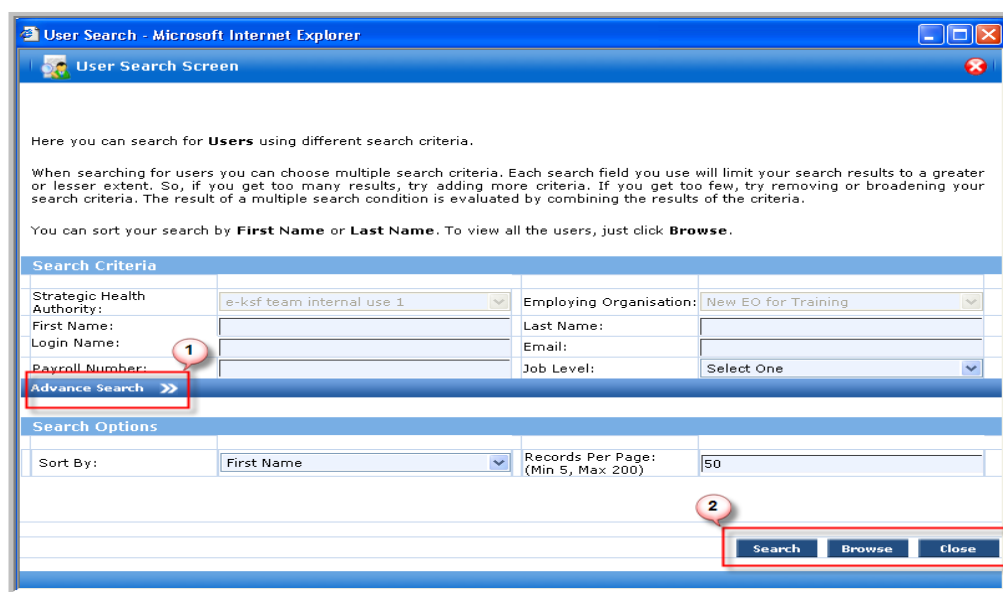 User Search - Microsoft Internet Explorer
User Search Screen
Here you can search for Users using different search criteria.
When searching for users you can choose multiple search criteria. Each search field you use will limit your search results to a greater
or lesser extent. So, if you get too many results, try adding more criteria. If you get too few, try removing or broadening your
search criteria. The result of a multiple search condition is evaluated by combining the results of the criteria.
You can sort your search by First Name or Last Name. To view all the users, just click Browse.
Search Criteria
Strategic Health
Authority:
e-ksf team internal use 1
Employing Organisation:
New EO for Training
First Name:
Last Name:
Login Name:
Email:
1
Payroll Number:
Job Level:
Select One
Advance Search
Search Options
Sort By:
First Name
Records Per Page:
(Min 5, Max 200)
50
2
Search
Browse
Close